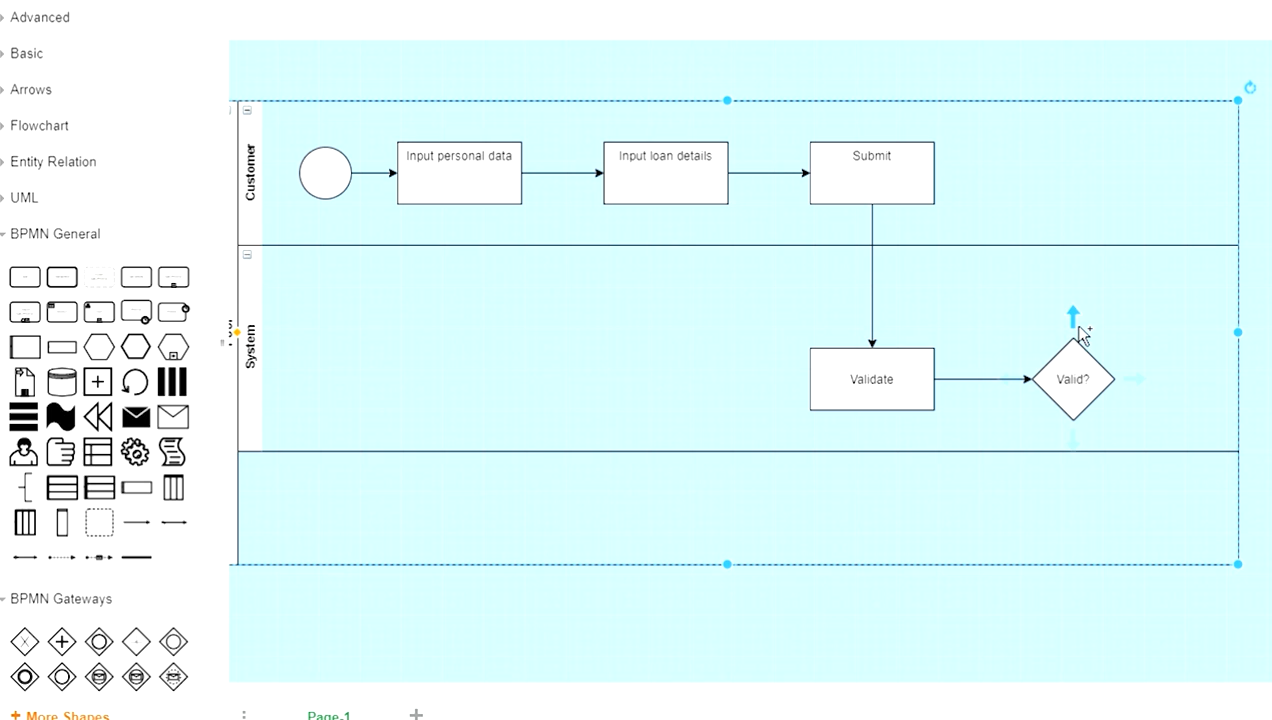 Advanced
Basic
Arrows
Flowchart
Entity Relation
UML
BPMN General
BPMN Gateways
+ More Shapes
Customer
Input personal data
Input loan details
Submit
System
Validate
Valid?
Page-1